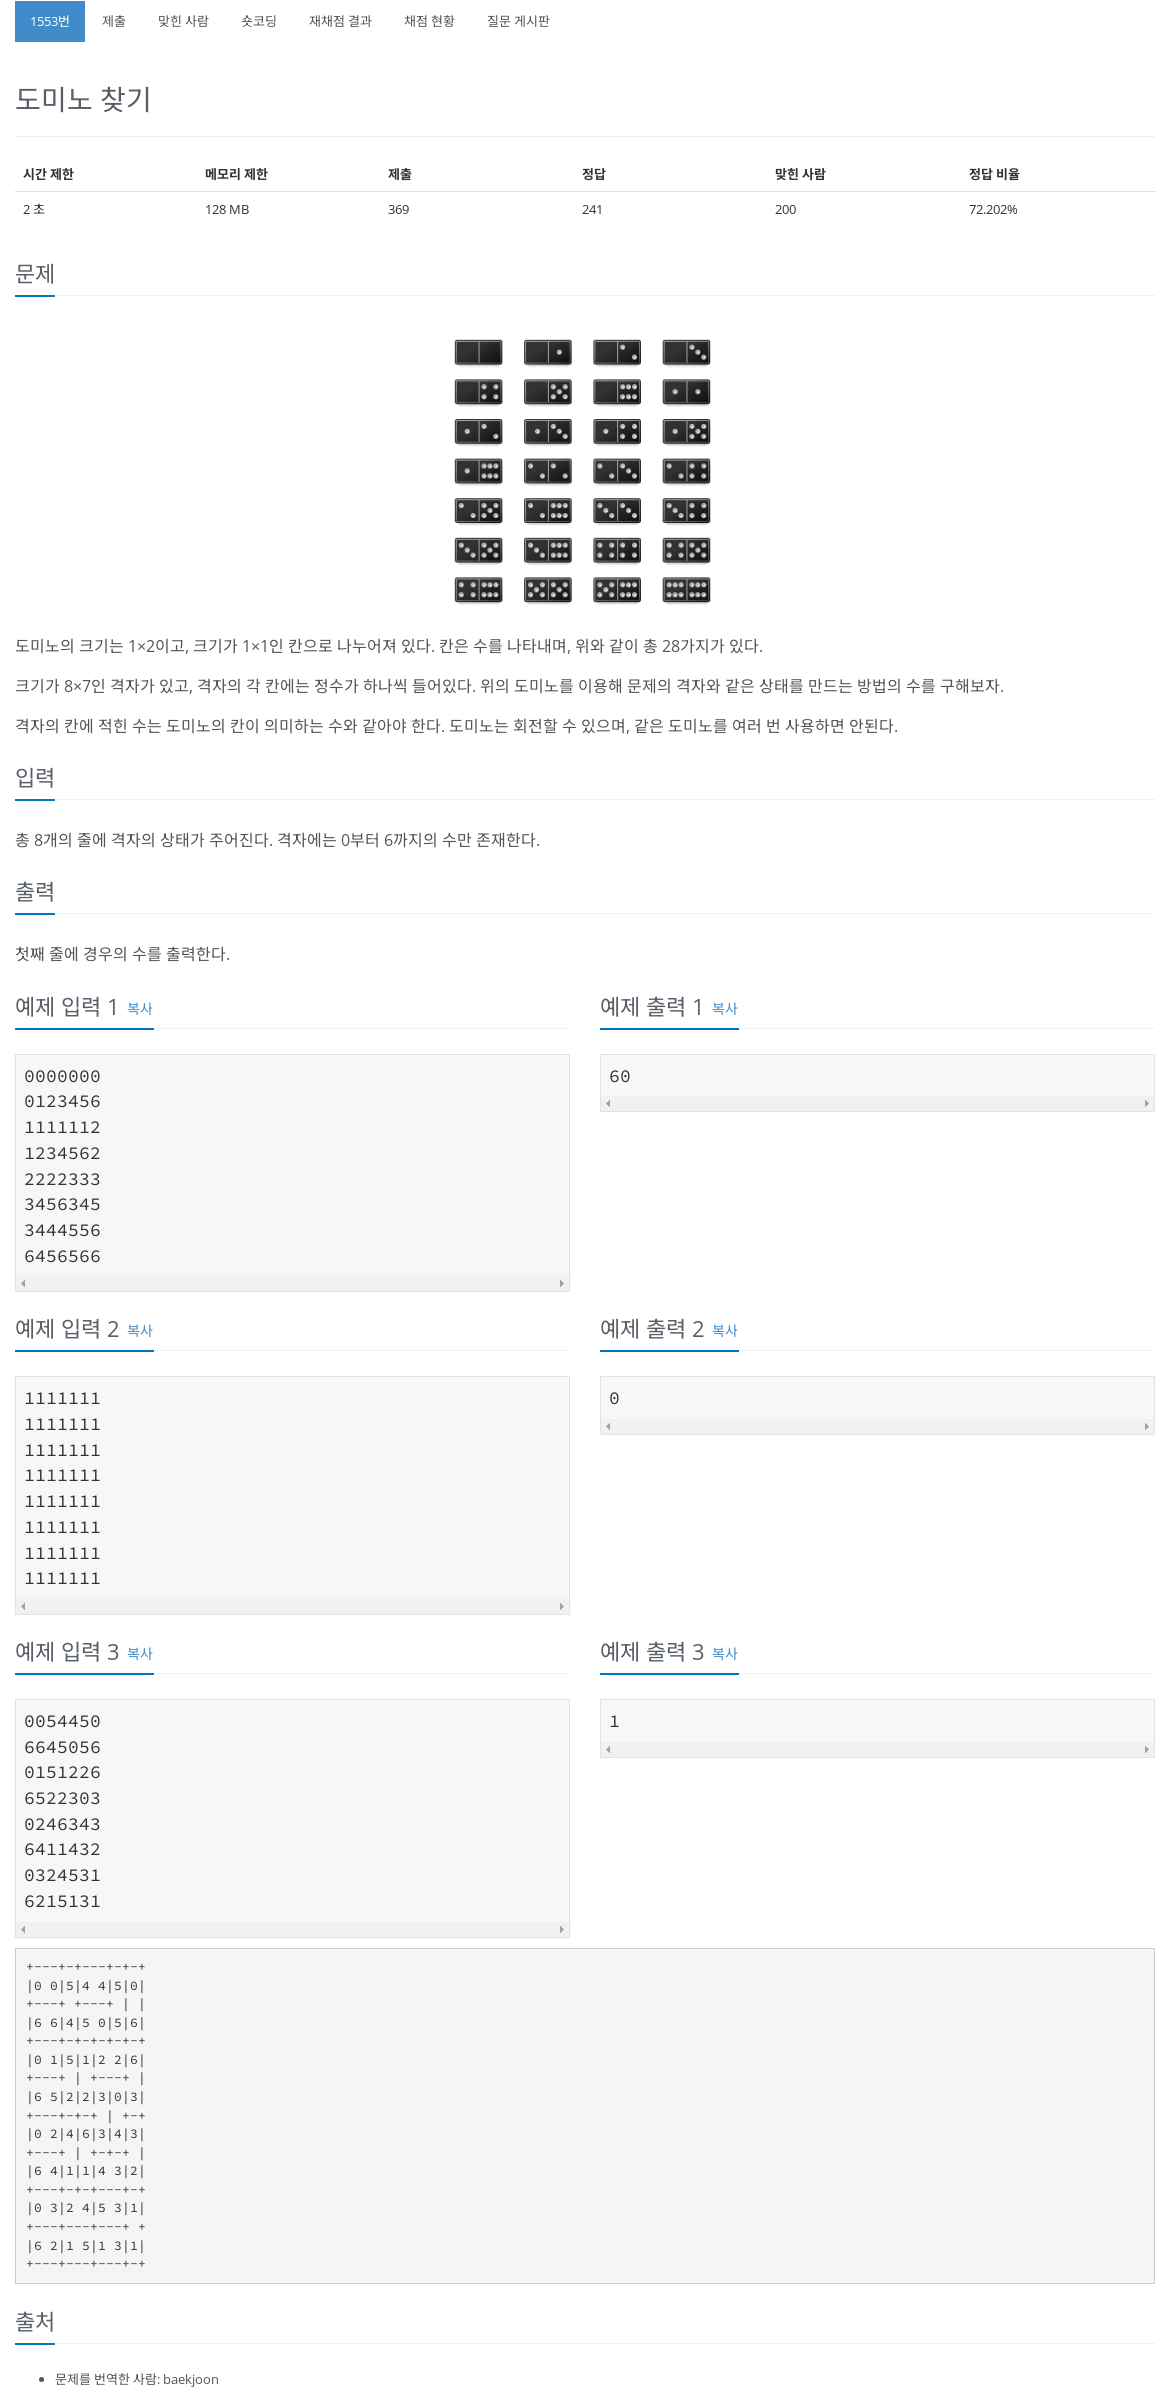 1553번 제출 맞힌 사람 숏코딩 재채점 결과 채점 현황 질문 게시판
도미노 찾기
시간 제한 메모리 제한 제출 정답 맞힌 사람 정답 비율
2 초 128 MB 369 241 200 72.202%
문제
도미노의 크기는 1×2이고, 크기가 1×1인 칸으로 나누어져 있다. 칸은 수를 나타내며, 위와 같이 총 28가지가 있다.
크기가 8×7인 격자가 있고, 격자의 각 칸에는 정수가 하나씩 들어있다. 위의 도미노를 이용해 문제의 격자와 같은 상태를 만드는 방법의 수를 구해보자.
격자의 칸에 적힌 수는 도미노의 칸이 의미하는 수와 같아야 한다. 도미노는 회전할 수 있으며, 같은 도미노를 여러 번 사용하면 안된다.
입력
총 8개의 줄에 격자의 상태가 주어진다. 격자에는 0부터 6까지의 수만 존재한다.
출력
첫째 줄에 경우의 수를 출력한다.
예제 입력 1 복사
0000000
0123456
1111112
1234562
2222333
3456345
3444556
6456566
예제 출력 1 복사
60
예제 입력 2 복사
1111111
1111111
1111111
1111111
1111111
1111111
1111111
1111111
예제 출력 2 복사
0
예제 입력 3 복사
0054450
6645056
0151226
6522303
0246343
6411432
0324531
6215131
예제 출력 3 복사
1
+---+-+---+-+-+
|0 0|5|4 4|5|0|
+---+ +---+ | |
|6 6|4|5 0|5|6|
+---+-+-+-+-+-+
|0 1|5|1|2 2|6|
+---+ | +---+ |
|6 5|2|2|3|0|3|
+---+-+-+ | +-+
|0 2|4|6|3|4|3|
+---+ | +-+-+ |
|6 4|1|1|4 3|2|
+---+-+-+---+-+
|0 3|2 4|5 3|1|
+---+---+---+ +
|6 2|1 5|1 3|1|
+---+---+---+-+
출처
• 문제를 번역한 사람: baekjoon